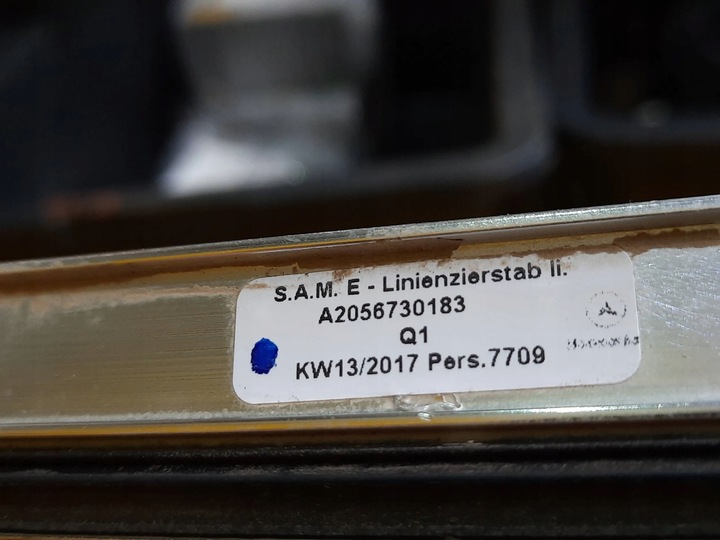 S.A.M. E - Linienzierstab li.
A2056730183
Q1
KW13/2017 Pers.7709